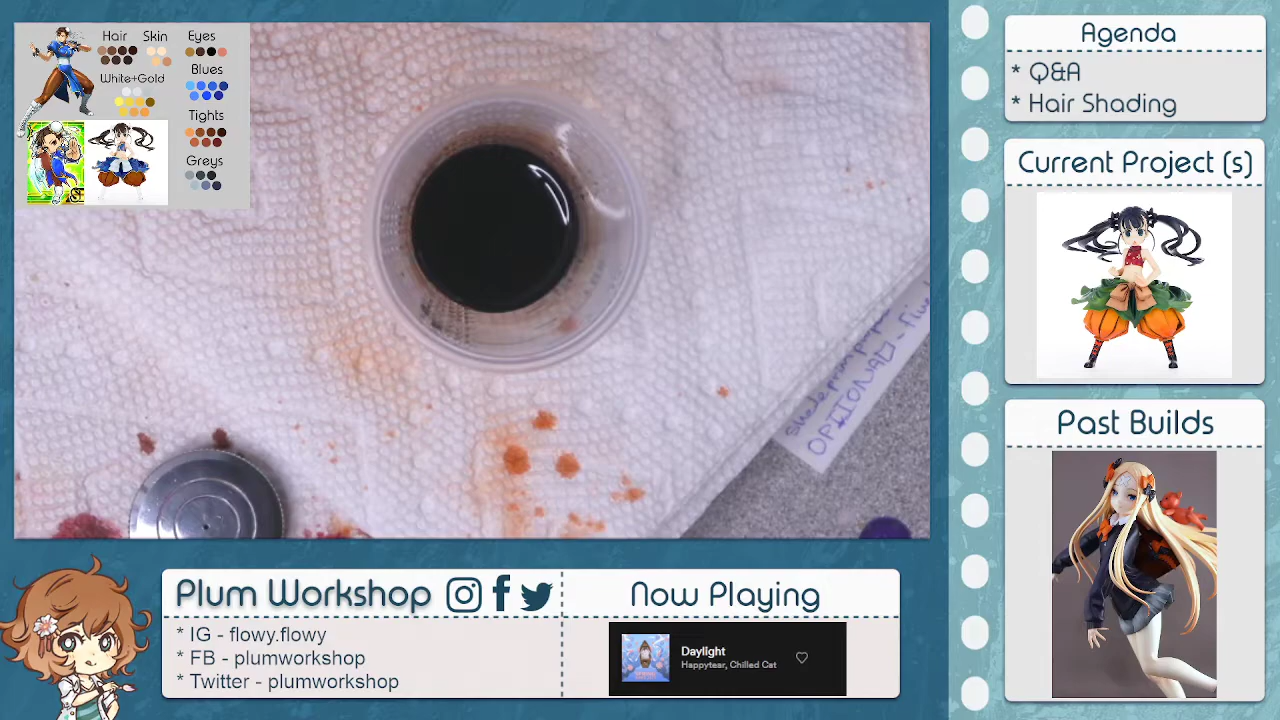 Hair Skin Eyes
White+Gold
Blues
Tights
Greys
OPTIONAL
Agenda
* Q&A
* Hair Shading
Current Project (s)
Past Builds
Plum Workshop
* IG - flowy.flowy
* FB - plumworkshop
* Twitter - plumworkshop
Now Playing
Daylight
Happytear, Chilled Cat